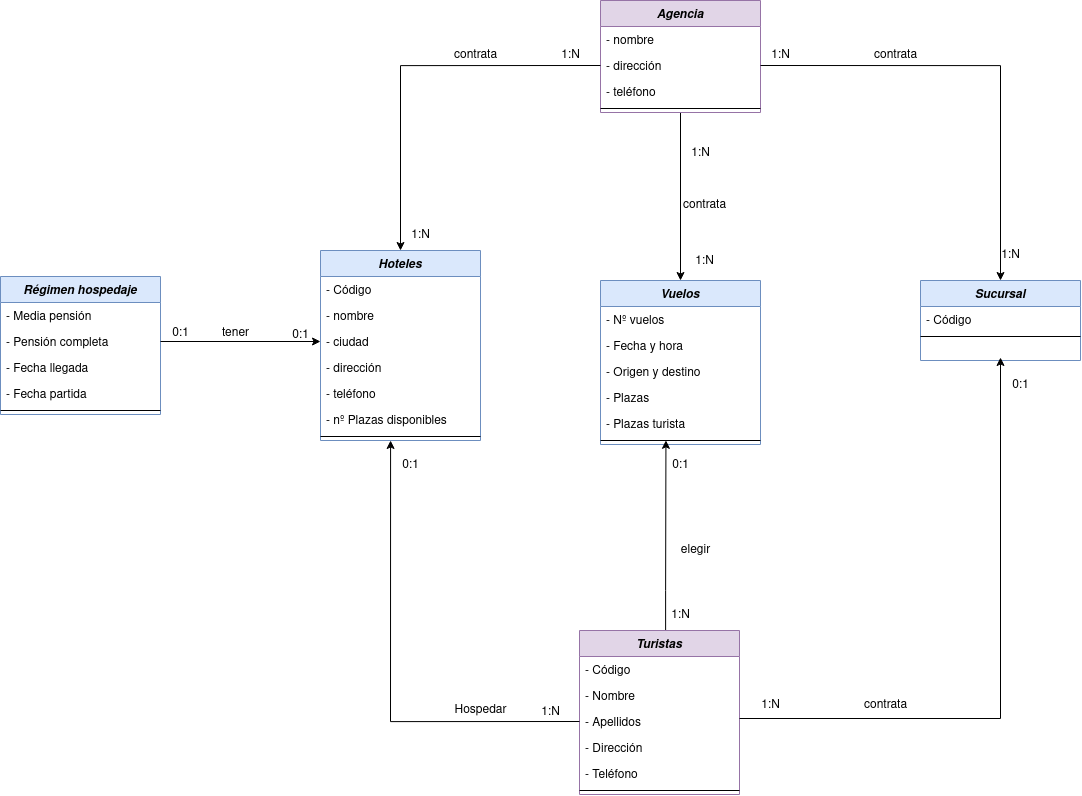 Agencia
- nombre
- dirección
- teléfono
contrata
1:N
1:N
contrata
1:N
contrata
1:N
1:N
1:N
Régimen hospedaje
- Media pensión
- Pensión completa
- Fecha llegada
- Fecha partida
0:1
tener
0:1
Hoteles
- Código
- nombre
- ciudad
- dirección
- teléfono
- nº Plazas disponibles
Vuelos
- Nº vuelos
- Fecha y hora
- Origen y destino
- Plazas
- Plazas turista
Sucursal
- Código
0:1
0:1
0:1
elegir
1:N
Hospedar
1:N
Turistas
- Código
- Nombre
- Apellidos
- Dirección
- Teléfono
1:N
contrata